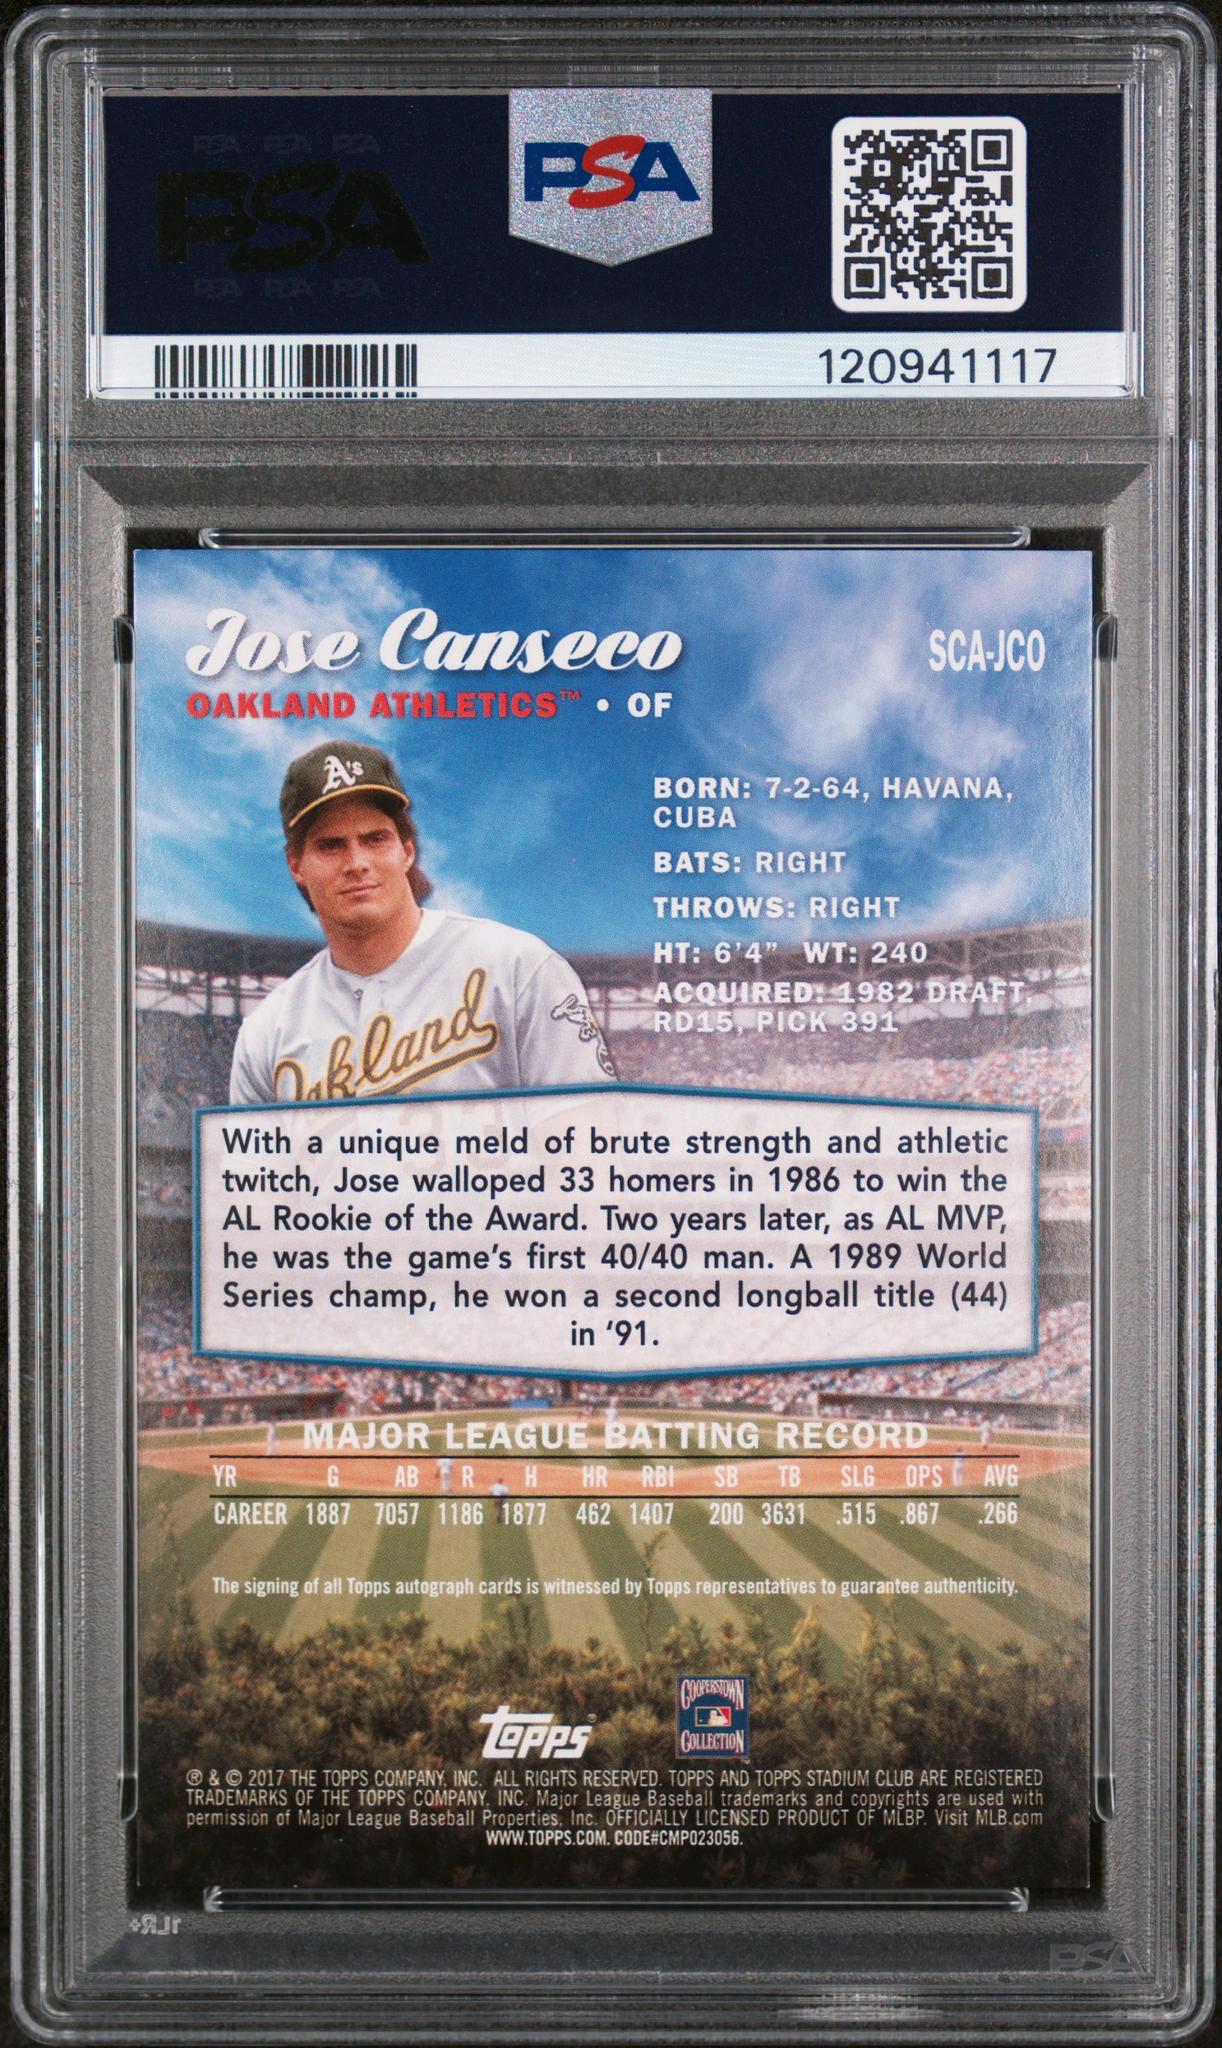 PSA PSA PSA
PSA
PSA PSA PSA
PSA
120941117
Jose Canseco
SCA-JCO
OAKLAND ATHLETICS™ • OF
A's
BORN: 7-2-64, HAVANA,
CUBA
BATS: RIGHT
THROWS: RIGHT
HT: 6'4" WT: 240
ACQUIRED: 1982 DRAFT,
RD15, PICK 391
Oakland
33
With a unique meld of brute strength and athletic
twitch, Jose walloped 33 homers in 1986 to win the
AL Rookie of the Award. Two years later, as AL MVP,
he was the game's first 40/40 man. A 1989 World
Series champ, he won a second longball title (44)
in '91.
MAJOR LEAGUE BATTING RECORD
YR G AB R H HR RBI SB TB SLG OPS AVG
CAREER 1887 7057 1186 1877 462 1407 200 3631 .515 .867 .266
The signing of all Topps autograph cards is witnessed by Topps representatives to guarantee authenticity.
TOPPS®
COOPERSTOWN
COLLECTION™
® & © 2017 THE TOPPS COMPANY, INC. ALL RIGHTS RESERVED. TOPPS AND TOPPS STADIUM CLUB ARE REGISTERED
TRADEMARKS OF THE TOPPS COMPANY, INC. Major League Baseball trademarks and copyrights are used with
permission of Major League Baseball Properties, Inc. OFFICIALLY LICENSED PRODUCT OF MLBP. Visit MLB.com
WWW.TOPPS.COM. CODE#CMP023056.
1LR+
PSA